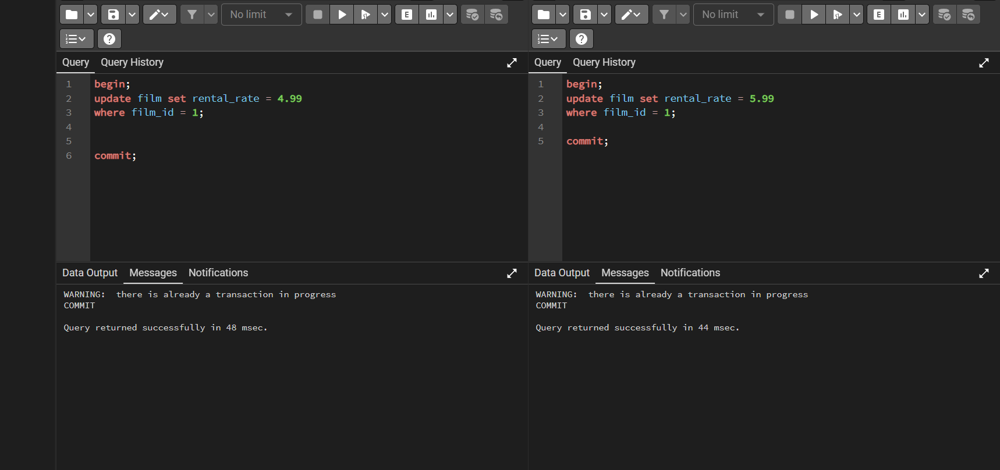 No limit
E
?
Query Query History
1 begin;
2 update film set rental_rate = 4.99
3 where film_id = 1;
4
5
6 commit;
Data Output Messages Notifications
WARNING:  there is already a transaction in progress
COMMIT
Query returned successfully in 48 msec.
No limit
E
?
Query Query History
1 begin;
2 update film set rental_rate = 5.99
3 where film_id = 1;
4
5 commit;
Data Output Messages Notifications
WARNING:  there is already a transaction in progress
COMMIT
Query returned successfully in 44 msec.